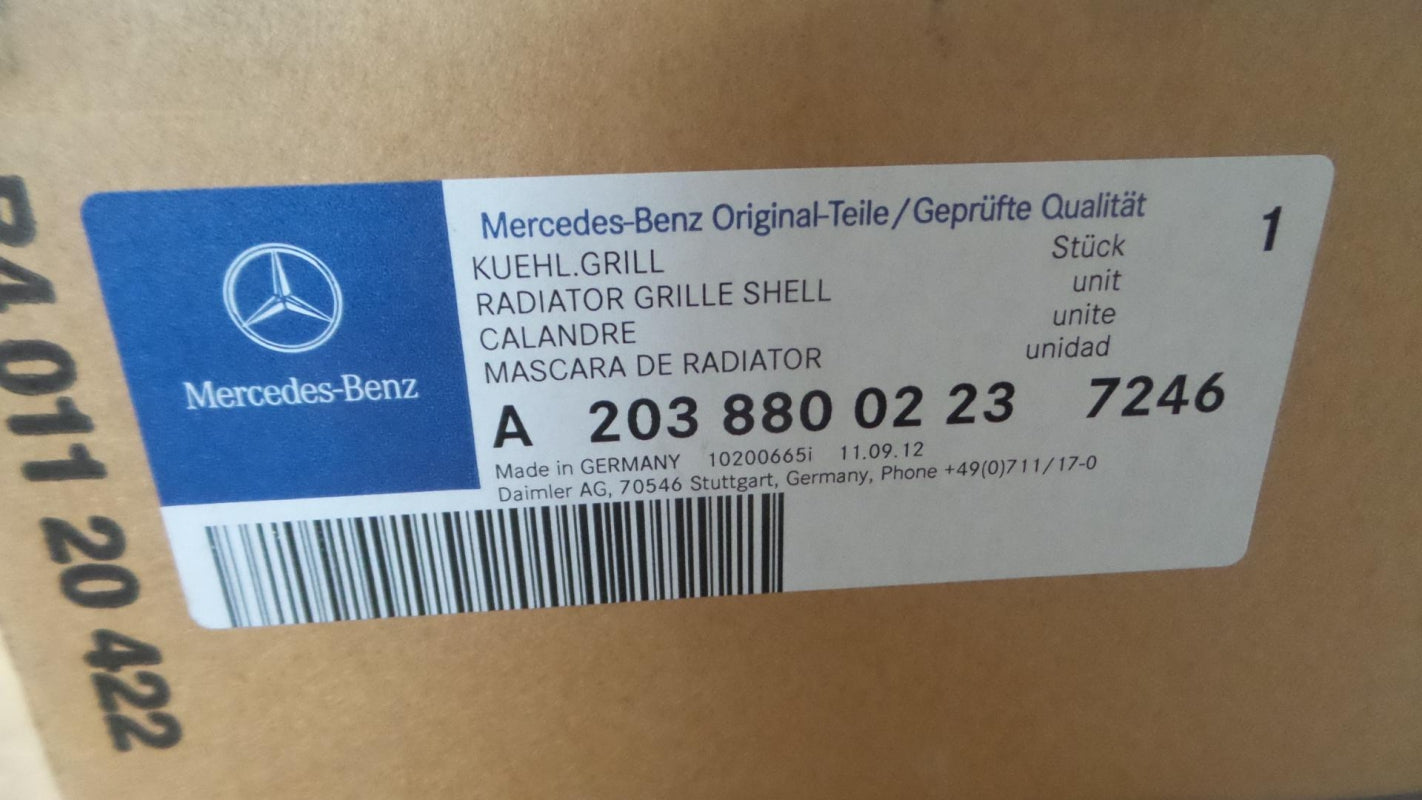 Mercedes-Benz
Mercedes-Benz Original-Teile/Geprüfte Qualität
KUEHL.GRILL Stück 1
RADIATOR GRILLE SHELL unit
CALANDRE unite
MASCARA DE RADIATOR unidad
A 203 880 02 23 7246
Made in GERMANY 10200665i 11.09.12
Daimler AG, 70546 Stuttgart, Germany, Phone +49(0)711/17-0
011 20 422